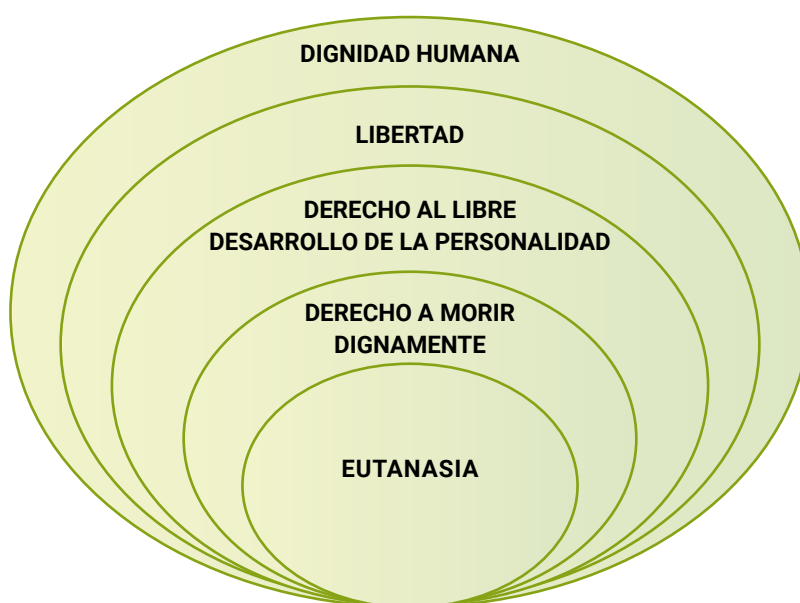 DIGNIDAD HUMANA
LIBERTAD
DERECHO AL LIBRE
DESARROLLO DE LA PERSONALIDAD
DERECHO A MORIR
DIGNAMENTE
EUTANASIA